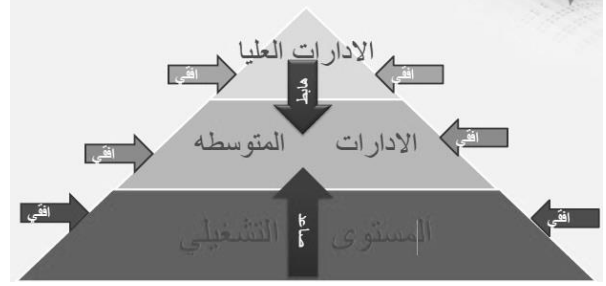 الادارات العليا
افقي
افقي
هابط
الادارات المتوسطه
افقي
افقي
صاعد
المستوى التشغيلي
افقي
افقي